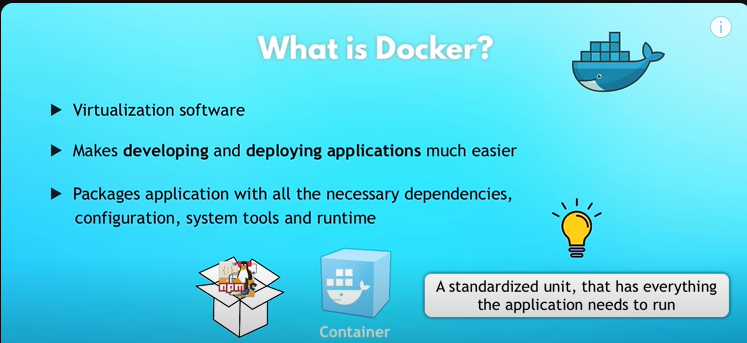 What is Docker?
Virtualization software
Makes developing and deploying applications much easier
Packages application with all the necessary dependencies,
configuration, system tools and runtime
npm
Container
A standardized unit, that has everything
the application needs to run